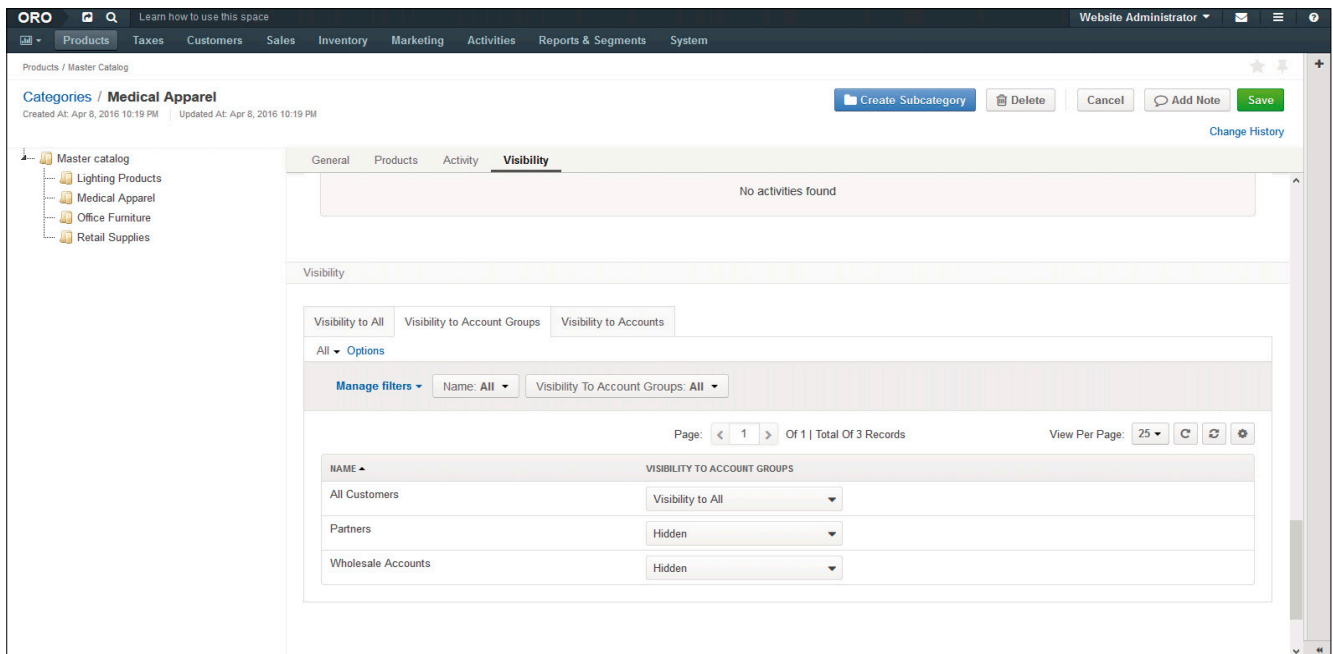 ORO Learn how to use this space Website Administrator
Products Taxes Customers Sales Inventory Marketing Activities Reports & Segments System
Products / Master Catalog
Categories / Medical Apparel
Create Subcategory Delete Cancel Add Note Save
Created At: Apr 8, 2016 10:19 PM Updated At: Apr 8, 2016 10:19 PM
Change History
Master catalog
Lighting Products
Medical Apparel
Office Furniture
Retail Supplies
General Products Activity Visibility
No activities found
Visibility
Visibility to All Visibility to Account Groups Visibility to Accounts
All Options
Manage filters Name: All Visibility To Account Groups: All
Page: 1 Of 1 | Total Of 3 Records View Per Page: 25
NAME VISIBILITY TO ACCOUNT GROUPS
All Customers Visibility to All
Partners Hidden
Wholesale Accounts Hidden